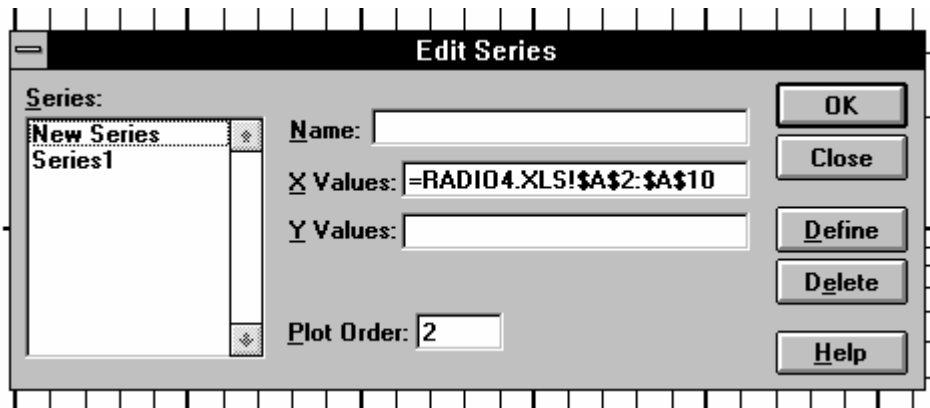 Edit Series
Series:
New Series
Series1
Name:
X Values: =RADIO4.XLS!$A$2:$A$10
Y Values:
Plot Order: 2
OK
Close
Define
Delete
Help